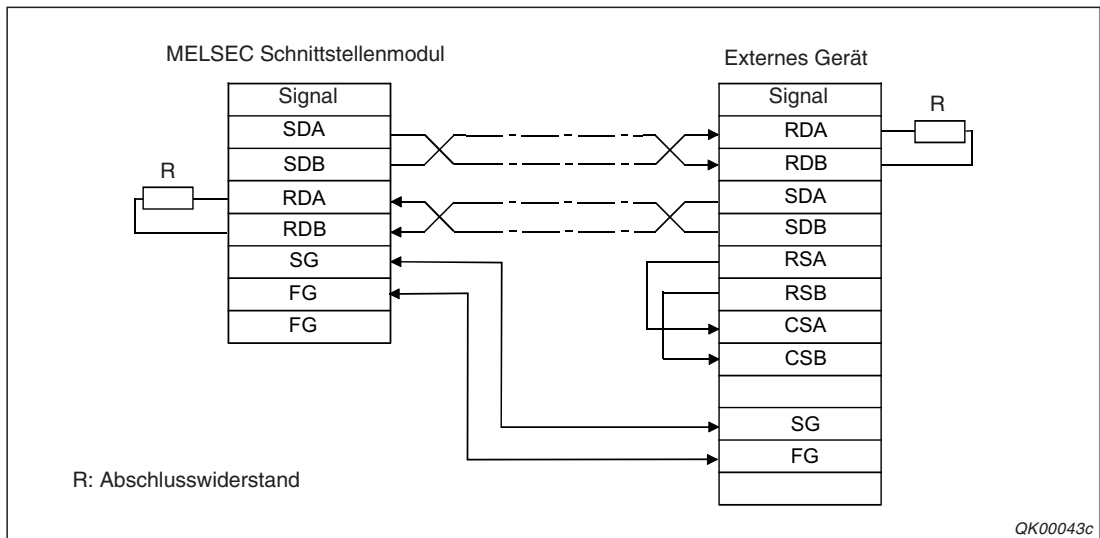 MELSEC Schnittstellenmodul
Signal
SDA
SDB
RDA
RDB
SG
FG
FG
R
Externes Gerät
Signal
RDA
RDB
SDA
SDB
RSA
RSB
CSA
CSB
SG
FG
R
R: Abschlusswiderstand
QK00043c